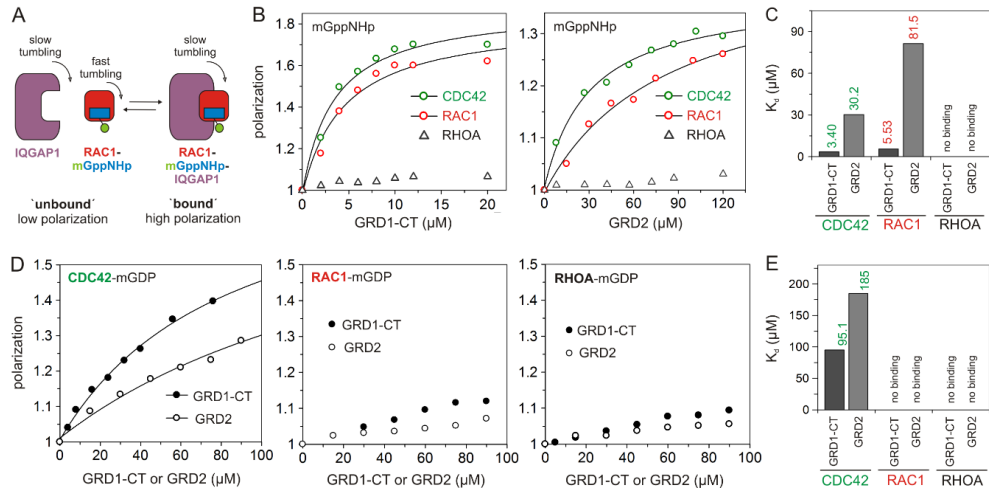 A
slow
tumbling
fast
tumbling
slow
tumbling
IQGAP1
RAC1-
mGppNHp
RAC1-
mGppNHp-
IQGAP1
`unbound´
low polarization
`bound´
high polarization
B
mGppNHp
polarization
1.8
1.6
1.4
1.2
1
CDC42
RAC1
RHOA
0 5 10 15 20
GRD1-CT (µM)
mGppNHp
1.3
1.2
1.1
1
CDC42
RAC1
RHOA
0 30 60 90 120
GRD2 (µM)
C
Kd (µM)
90
60
30
0
3.40
30.2
5.53
81.5
no binding
no binding
GRD1-CT
GRD2
GRD1-CT
GRD2
GRD1-CT
GRD2
CDC42 RAC1 RHOA
D
CDC42-mGDP
polarization
1.5
1.4
1.3
1.2
1.1
1
GRD1-CT
GRD2
0 20 40 60 80 100
GRD1-CT or GRD2 (µM)
RAC1-mGDP
1.5
1.4
1.3
1.2
1.1
1
GRD1-CT
GRD2
0 20 40 60 80 100
GRD1-CT or GRD2 (µM)
RHOA-mGDP
1.5
1.4
1.3
1.2
1.1
1.0
GRD1-CT
GRD2
0 20 40 60 80 100
GRD1-CT or GRD2 (µM)
E
Kd (µM)
200
150
100
50
0
95.1
185
no binding
no binding
no binding
no binding
GRD1-CT
GRD2
GRD1-CT
GRD2
GRD1-CT
GRD2
CDC42 RAC1 RHOA